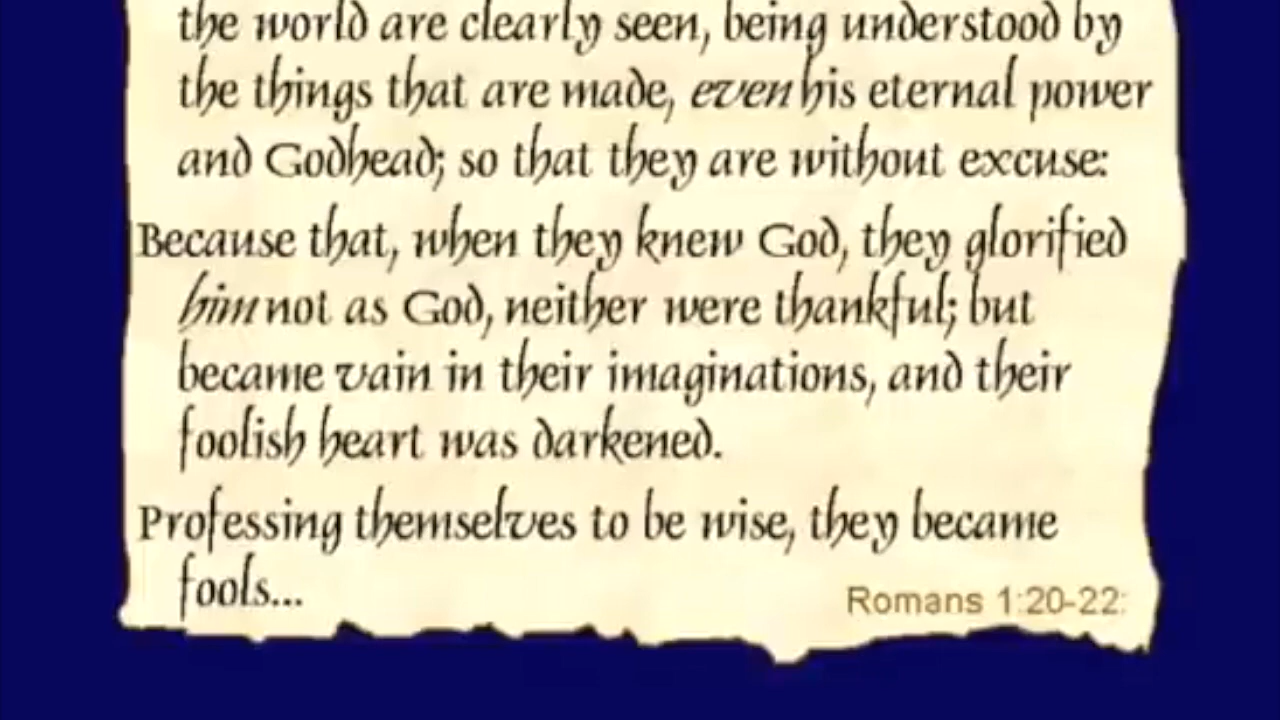 the world are clearly seen, being understood by
the things that are made, even his eternal power
and Godhead; so that they are without excuse:
Because that, when they knew God, they glorified
him not as God, neither were thankful; but
became vain in their imaginations, and their
foolish heart was darkened.
Professing themselves to be wise, they became
fools...
Romans 1:20-22: